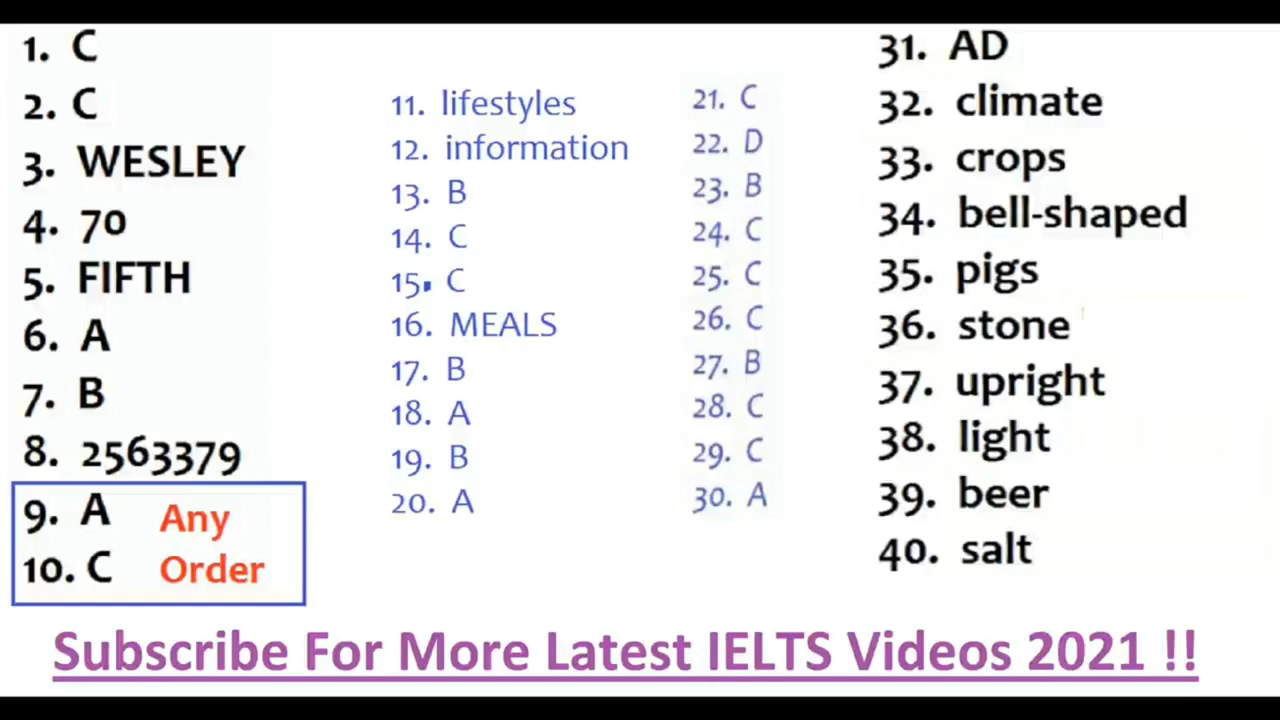 1. C
2. C
3. WESLEY
4. 70
5. FIFTH
6. A
7. B
8. 2563379
9. A
10. C
Any
Order
11. lifestyles
12. information
13. B
14. C
15. C
16. MEALS
17. B
18. A
19. B
20. A
21. C
22. D
23. B
24. C
25. C
26. C
27. B
28. C
29. C
30. A
31. AD
32. climate
33. crops
34. bell-shaped
35. pigs
36. stone
37. upright
38. light
39. beer
40. salt
Subscribe For More Latest IELTS Videos 2021 !!